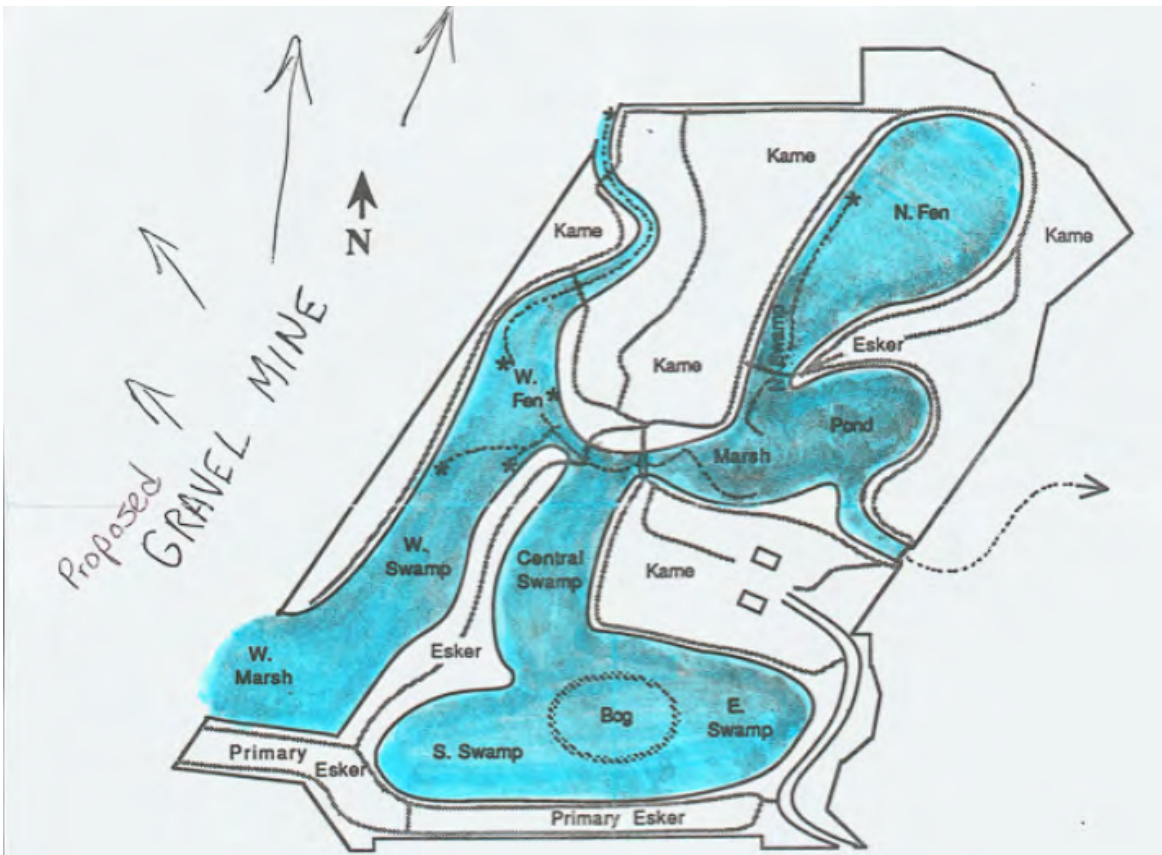 Kame
N. Fen
Kame
Kame
N
Proposed
GRAVEL MINE
N. Swamp
Esker
Kame
W.
Fen
Pond
Marsh
W.
Swamp
Central
Swamp
Kame
Esker
W.
Marsh
Bog
E.
Swamp
S. Swamp
Primary
Esker
Primary Esker